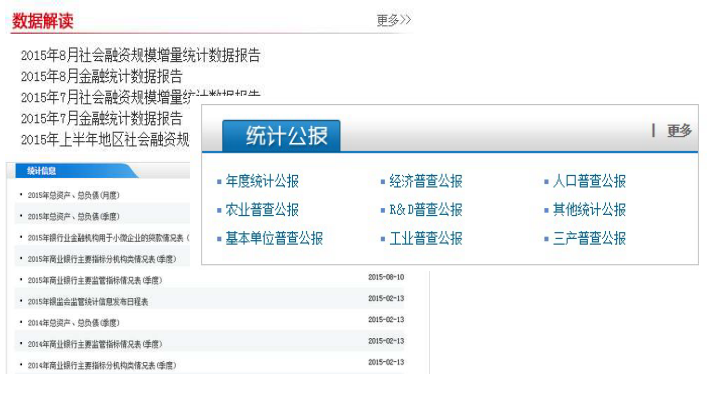 数据解读 更多>>
2015年8月社会融资规模增量统计数据报告
2015年8月金融统计数据报告
2015年7月社会融资规模增量统计数据报告
2015年7月金融统计数据报告
2015年上半年地区社会融资规
统计公报 | 更多
年度统计公报 经济普查公报 人口普查公报
农业普查公报 R&D普查公报 其他统计公报
基本单位普查公报 工业普查公报 三产普查公报
统计信息
2015年总资产、总负债(月度)
2015年总资产、总负债(季度)
2015年银行业金融机构用于小微企业的贷款情况表(
2015年商业银行主要指标分机构类情况表(季度)
2015年商业银行主要监管指标情况表(季度) 2015-08-10
2015年银监会监管统计信息发布日程表 2015-02-13
2014年总资产、总负债(季度) 2015-02-13
2014年商业银行主要监管指标情况表(季度) 2015-02-13
2014年商业银行主要指标分机构类情况表(季度) 2015-02-13